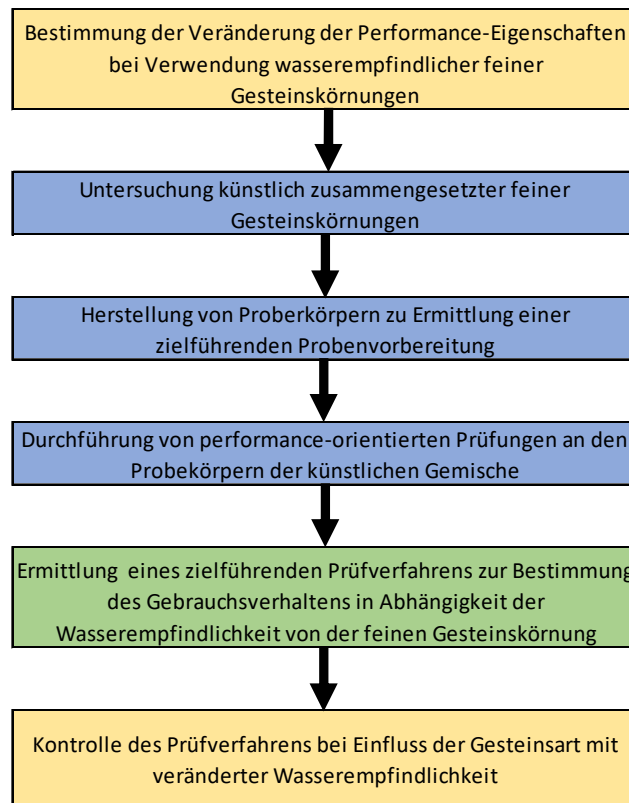 Bestimmung der Veränderung der Performance-Eigenschaften
bei Verwendung wasserempfindlicher feiner
Gesteinskörnungen
Untersuchung künstlich zusammengesetzter feiner
Gesteinskörnungen
Herstellung von Proberkörpern zu Ermittlung einer
zielführenden Probenvorbereitung
Durchführung von performance-orientierten Prüfungen an den
Probekörpern der künstlichen Gemische
Ermittlung eines zielführenden Prüfverfahrens zur Bestimmung
des Gebrauchsverhaltens in Abhängigkeit der
Wasserempfindlichkeit von der feinen Gesteinskörnung
Kontrolle des Prüfverfahrens bei Einfluss der Gesteinsart mit
veränderter Wasserempfindlichkeit